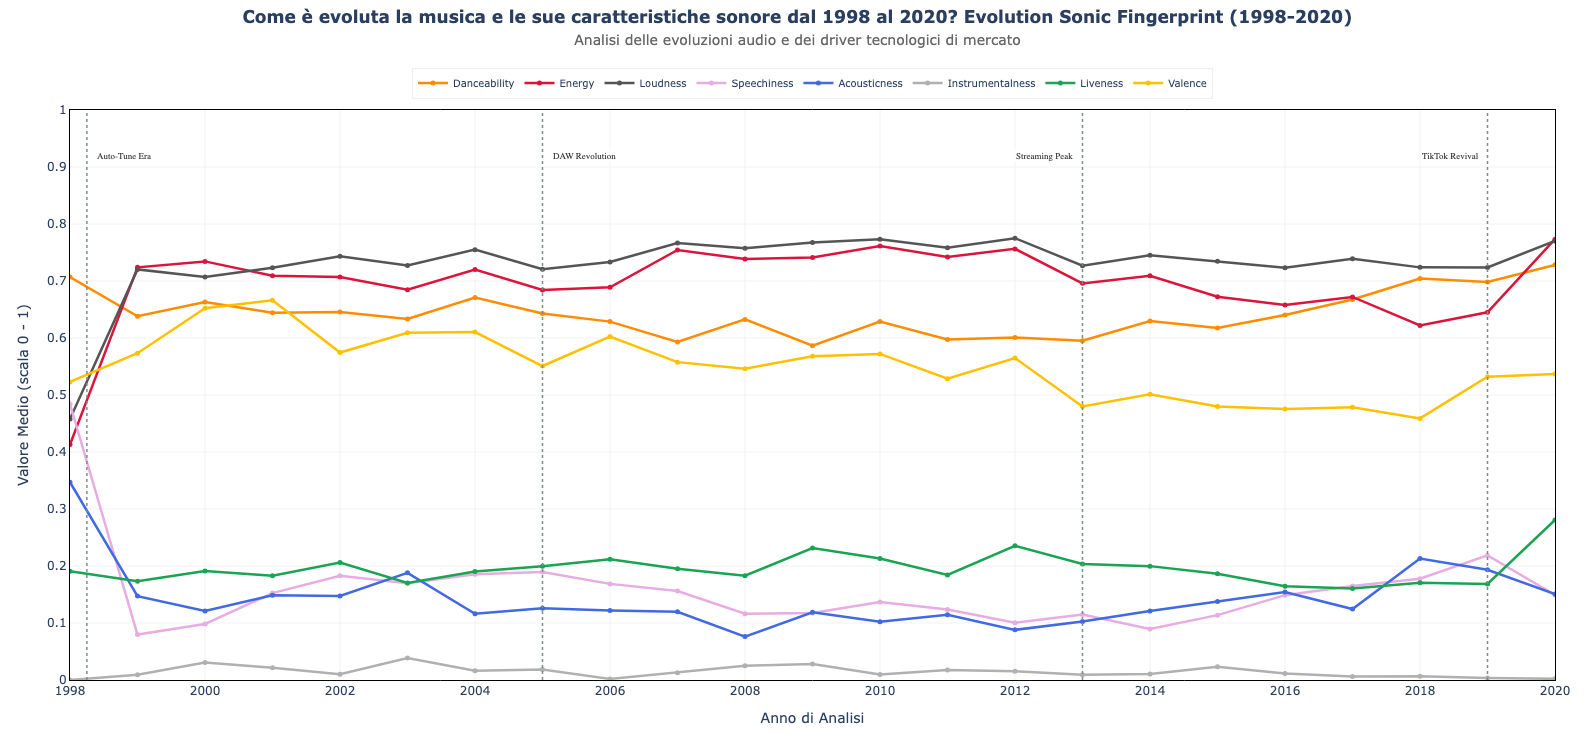 Come è evoluta la musica e le sue caratteristiche sonore dal 1998 al 2020? Evolution Sonic Fingerprint (1998-2020)
Analisi delle evoluzioni audio e dei driver tecnologici di mercato
Danceability Energy Loudness Speechiness Acousticness Instrumentalness Liveness Valence
Valore Medio (scala 0 - 1)
1
0.9
0.8
0.7
0.6
0.5
0.4
0.3
0.2
0.1
0
Auto-Tune Era DAW Revolution Streaming Peak TikTok Revival
1998 2000 2002 2004 2006 2008 2010 2012 2014 2016 2018 2020
Anno di Analisi